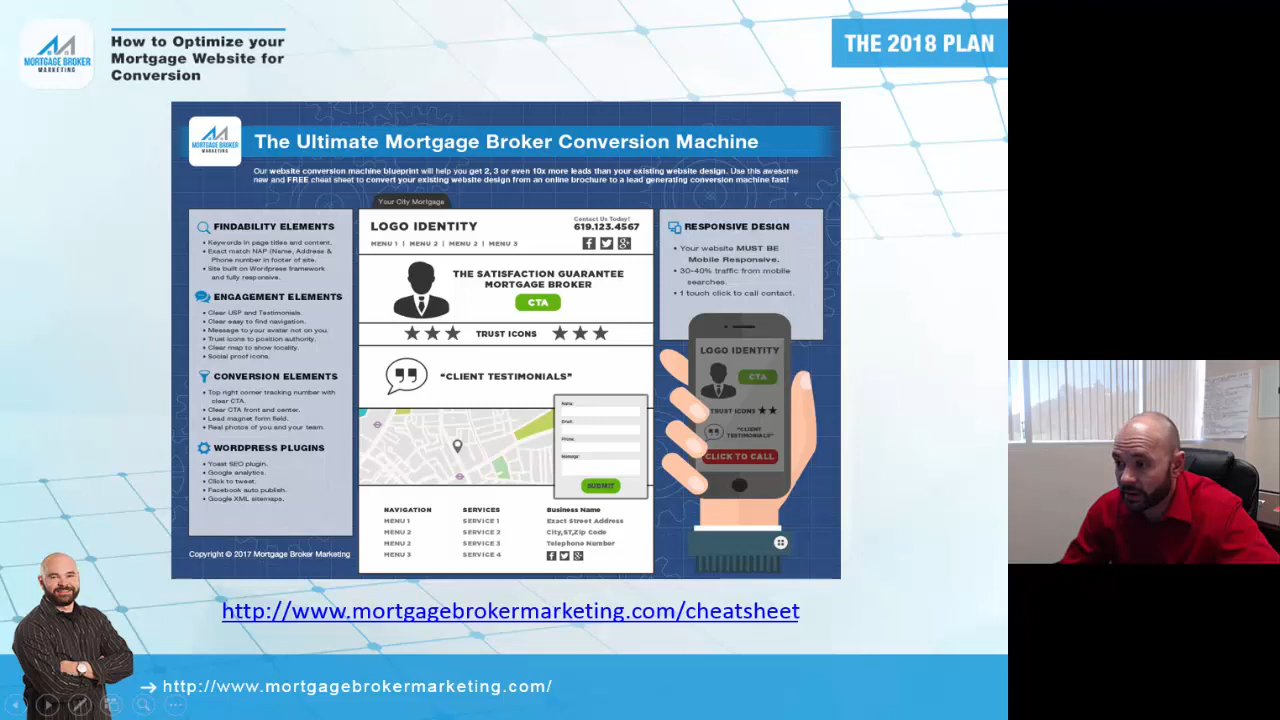 MORTGAGE BROKER
MARKETING
How to Optimize your
Mortgage Website for
Conversion
THE 2018 PLAN
MORTGAGE BROKER
MARKETING
The Ultimate Mortgage Broker Conversion Machine
Our website conversion machine blueprint will help you get 2, 3 or even 10x more leads than your existing website design. Use this awesome
new and FREE cheat sheet to convert your existing website design from an online brochure to a lead generating conversion machine fast!
FINDABILITY ELEMENTS
• Keywords in page titles and content.
• Exact match NAP (Name, Address &
Phone number in footer of site.
• Site built on Wordpress framework
and fully responsive.
ENGAGEMENT ELEMENTS
• Clear USP and Testimonials.
• Clear easy to find navigation.
• Message to your avatar not on you.
• Trust icons to position authority.
• Clear map to show locality.
• Social proof icons.
CONVERSION ELEMENTS
• Top right corner tracking number with
clear CTA.
• Clear CTA front and center.
• Lead magnet form field.
• Real photos of you and your team.
WORDPRESS PLUGINS
• Yoast SEO plugin.
• Google analytics.
• Click to tweet.
• Facebook auto publish.
• Google XML sitemaps.
Copyright © 2017 Mortgage Broker Marketing
Your City Mortgage
LOGO IDENTITY
MENU 1 | MENU 2 | MENU 2 | MENU 3
Contact Us Today!
619.123.4567
THE SATISFACTION GUARANTEE
MORTGAGE BROKER
CTA
TRUST ICONS
“CLIENT TESTIMONIALS”
Name:
Email:
Phone:
Message:
SUBMIT
NAVIGATION
MENU 1
MENU 2
MENU 2
MENU 3
SERVICES
SERVICE 1
SERVICE 2
SERVICE 3
SERVICE 4
Business Name
Exact Street Address
City,ST,Zip Code
Telephone Number
RESPONSIVE DESIGN
• Your website MUST BE
Mobile Responsive.
• 30-40% traffic from mobile
searches.
• 1 touch click to call contact.
LOGO IDENTITY
CTA
TRUST ICONS
“CLIENT
TESTIMONIALS”
CLICK TO CALL
http://www.mortgagebrokermarketing.com/cheatsheet
http://www.mortgagebrokermarketing.com/